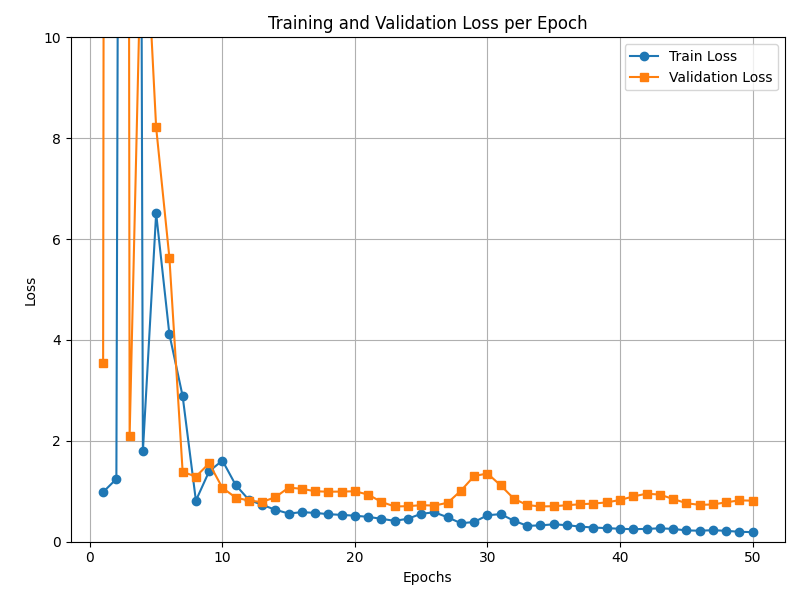 Training and Validation Loss per Epoch
Train Loss
Validation Loss
Loss
10
8
6
4
2
0
0 10 20 30 40 50
Epochs